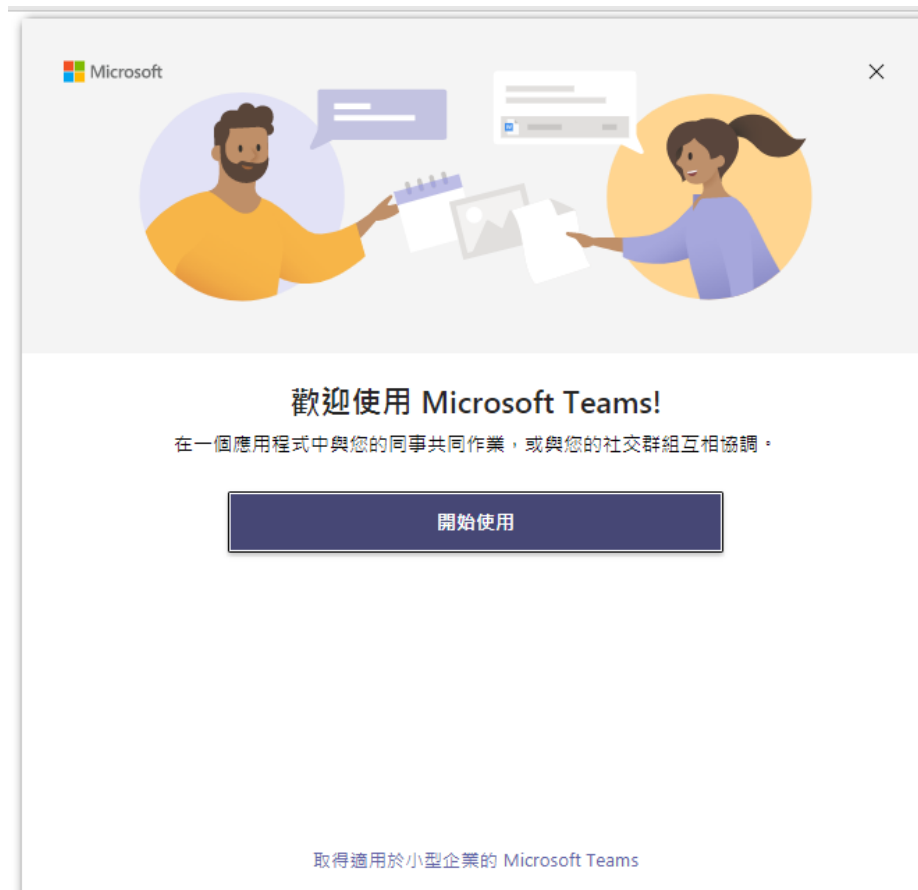 Microsoft
歡迎使用 Microsoft Teams!
在一個應用程式中與您的同事共同作業，或與您的社交群組互相協調。
開始使用
取得適用於小型企業的 Microsoft Teams